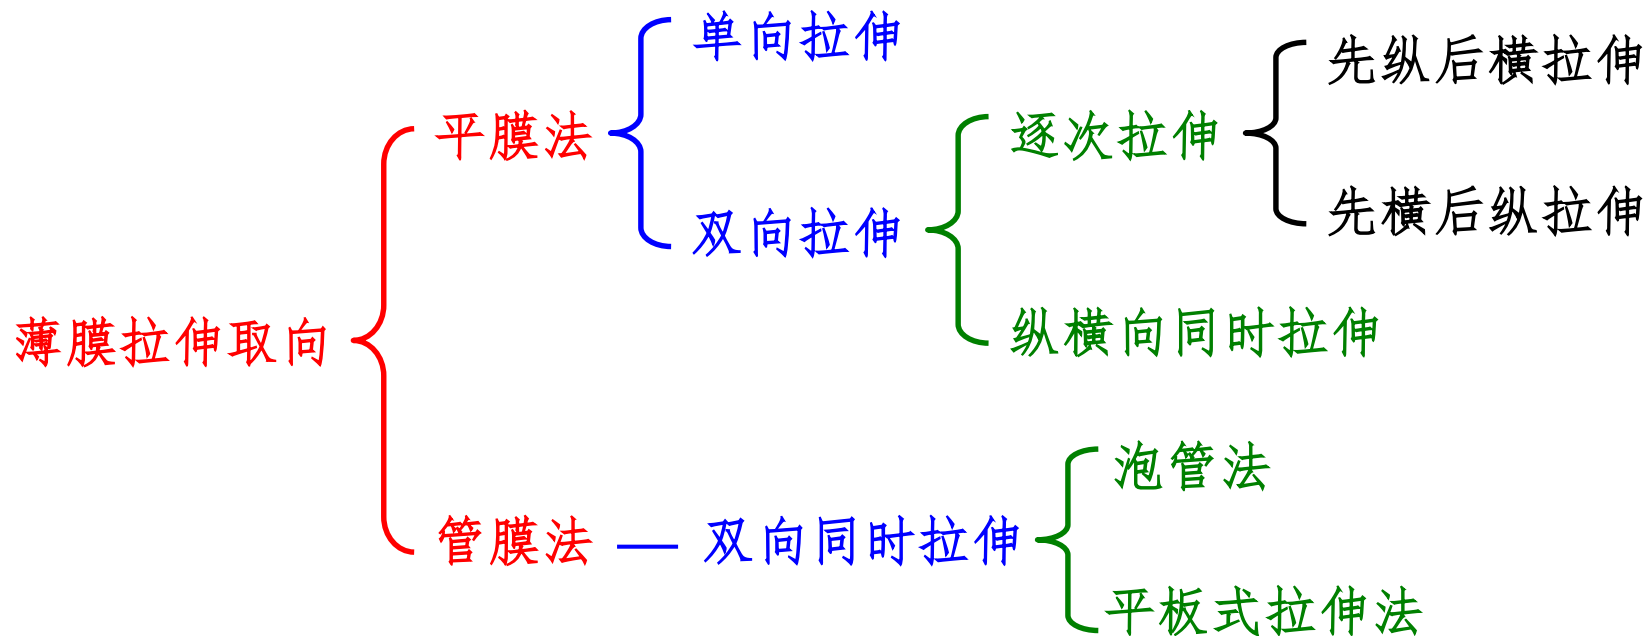 单向拉伸
先纵后横拉伸
平膜法
逐次拉伸
双向拉伸
先横后纵拉伸
薄膜拉伸取向
纵横向同时拉伸
泡管法
管膜法 — 双向同时拉伸
平板式拉伸法